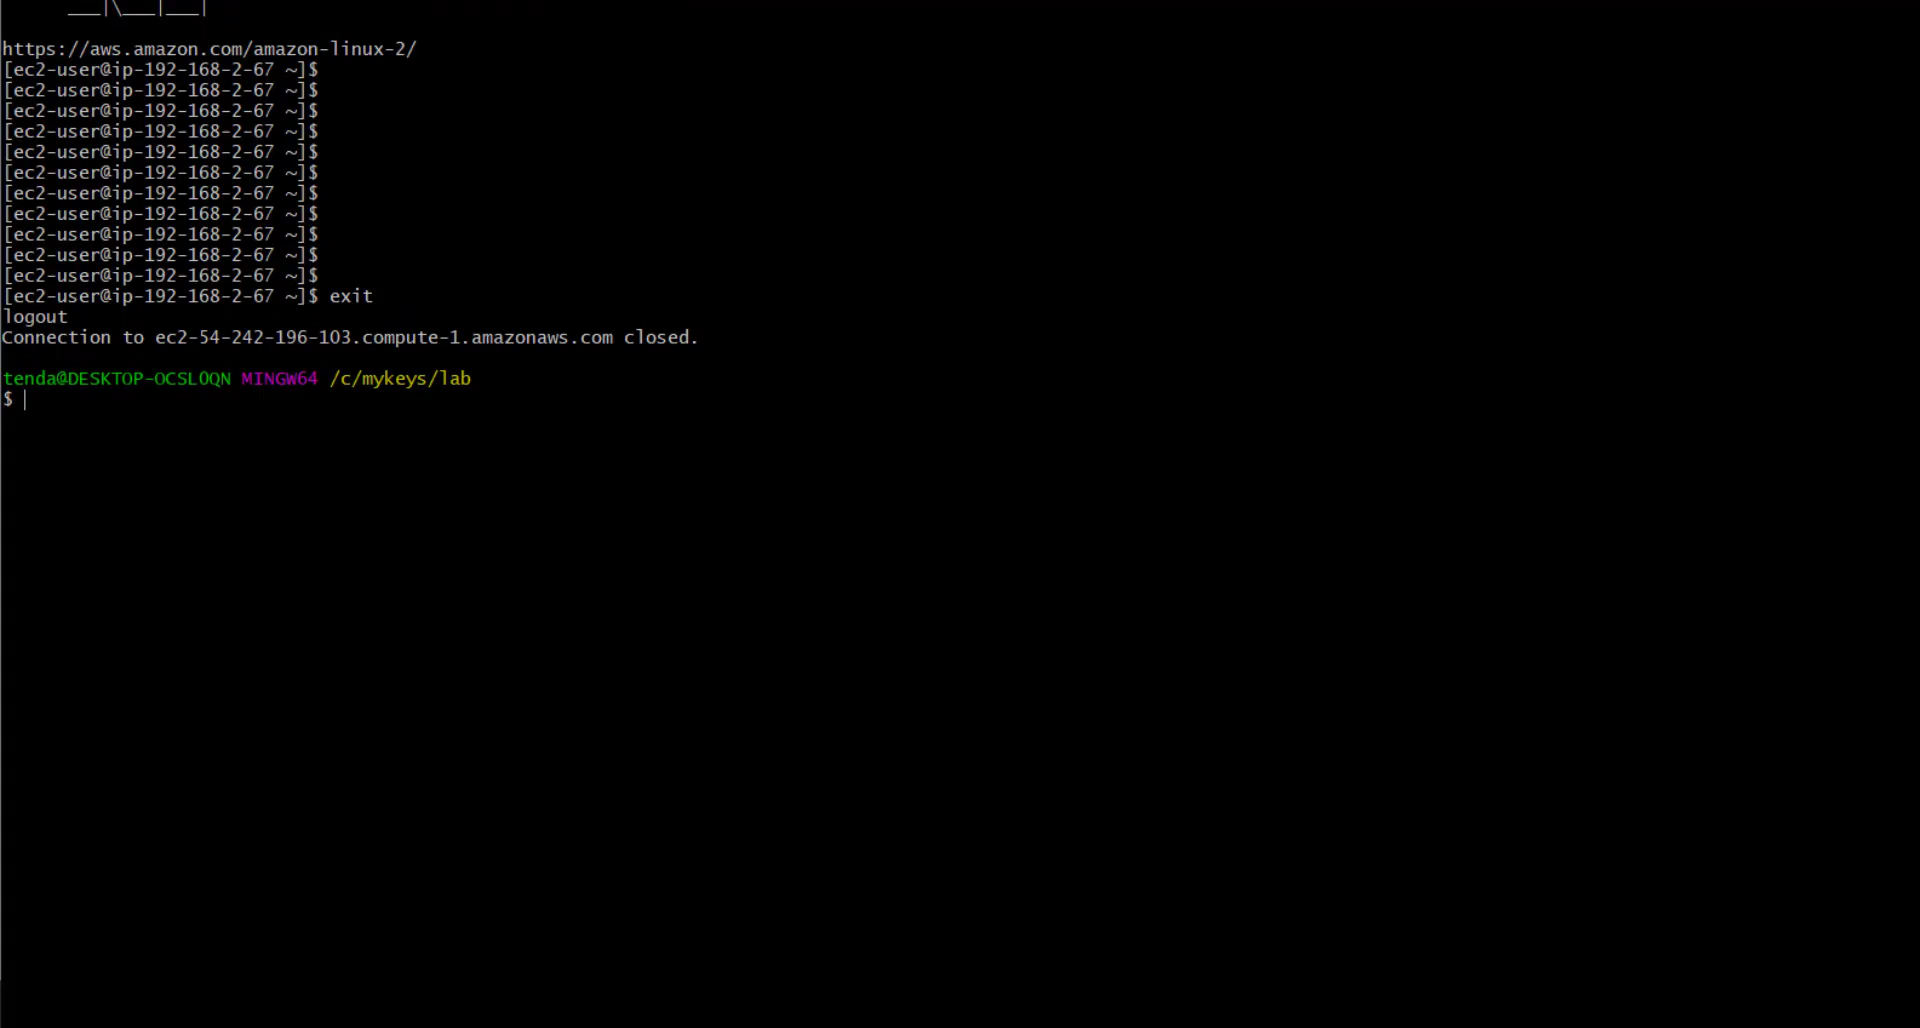 ___|\___|___|
https://aws.amazon.com/amazon-linux-2/
[ec2-user@ip-192-168-2-67 ~]$
[ec2-user@ip-192-168-2-67 ~]$
[ec2-user@ip-192-168-2-67 ~]$
[ec2-user@ip-192-168-2-67 ~]$
[ec2-user@ip-192-168-2-67 ~]$
[ec2-user@ip-192-168-2-67 ~]$
[ec2-user@ip-192-168-2-67 ~]$
[ec2-user@ip-192-168-2-67 ~]$
[ec2-user@ip-192-168-2-67 ~]$
[ec2-user@ip-192-168-2-67 ~]$
[ec2-user@ip-192-168-2-67 ~]$
[ec2-user@ip-192-168-2-67 ~]$ exit
logout
Connection to ec2-54-242-196-103.compute-1.amazonaws.com closed.
tenda@DESKTOP-OCSL0QN MINGW64 /c/mykeys/lab
$